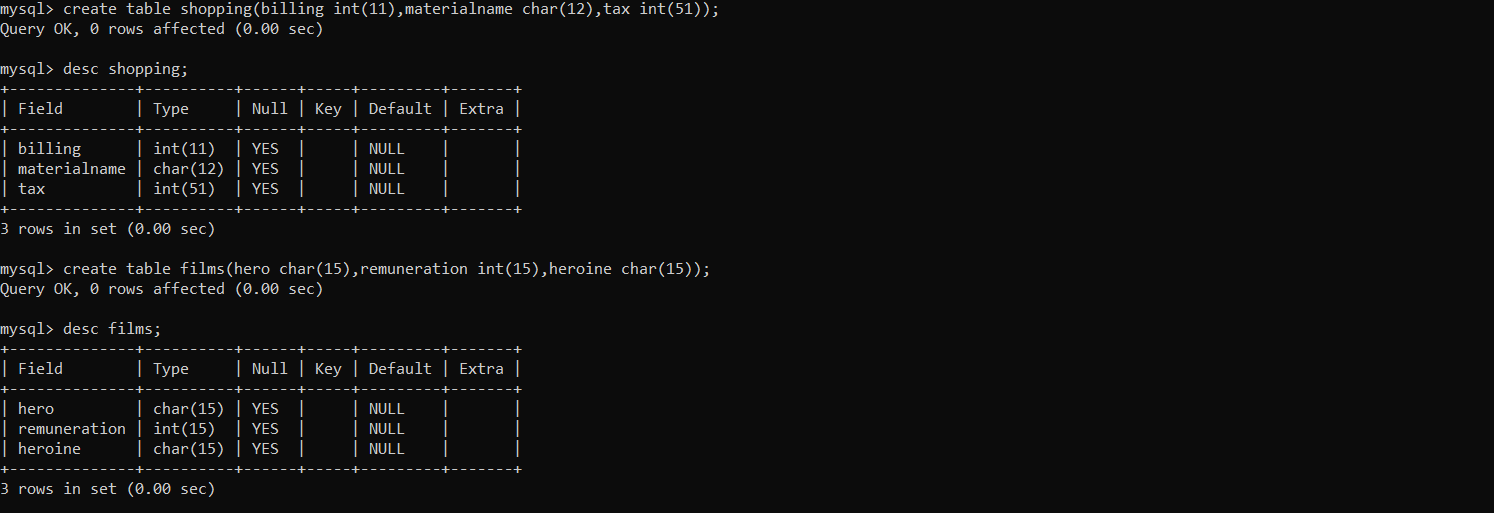 mysql> create table shopping(billing int(11),materialname char(12),tax int(51));
Query OK, 0 rows affected (0.00 sec)
mysql> desc shopping;
+--------------+----------+------+-----+---------+-------+
| Field        | Type     | Null | Key | Default | Extra |
+--------------+----------+------+-----+---------+-------+
| billing      | int(11)  | YES  |     | NULL    |       |
| materialname | char(12) | YES  |     | NULL    |       |
| tax          | int(51)  | YES  |     | NULL    |       |
+--------------+----------+------+-----+---------+-------+
3 rows in set (0.00 sec)
mysql> create table films(hero char(15),remuneration int(15),heroine char(15));
Query OK, 0 rows affected (0.00 sec)
mysql> desc films;
+--------------+----------+------+-----+---------+-------+
| Field        | Type     | Null | Key | Default | Extra |
+--------------+----------+------+-----+---------+-------+
| hero         | char(15) | YES  |     | NULL    |       |
| remuneration | int(15)  | YES  |     | NULL    |       |
| heroine      | char(15) | YES  |     | NULL    |       |
+--------------+----------+------+-----+---------+-------+
3 rows in set (0.00 sec)